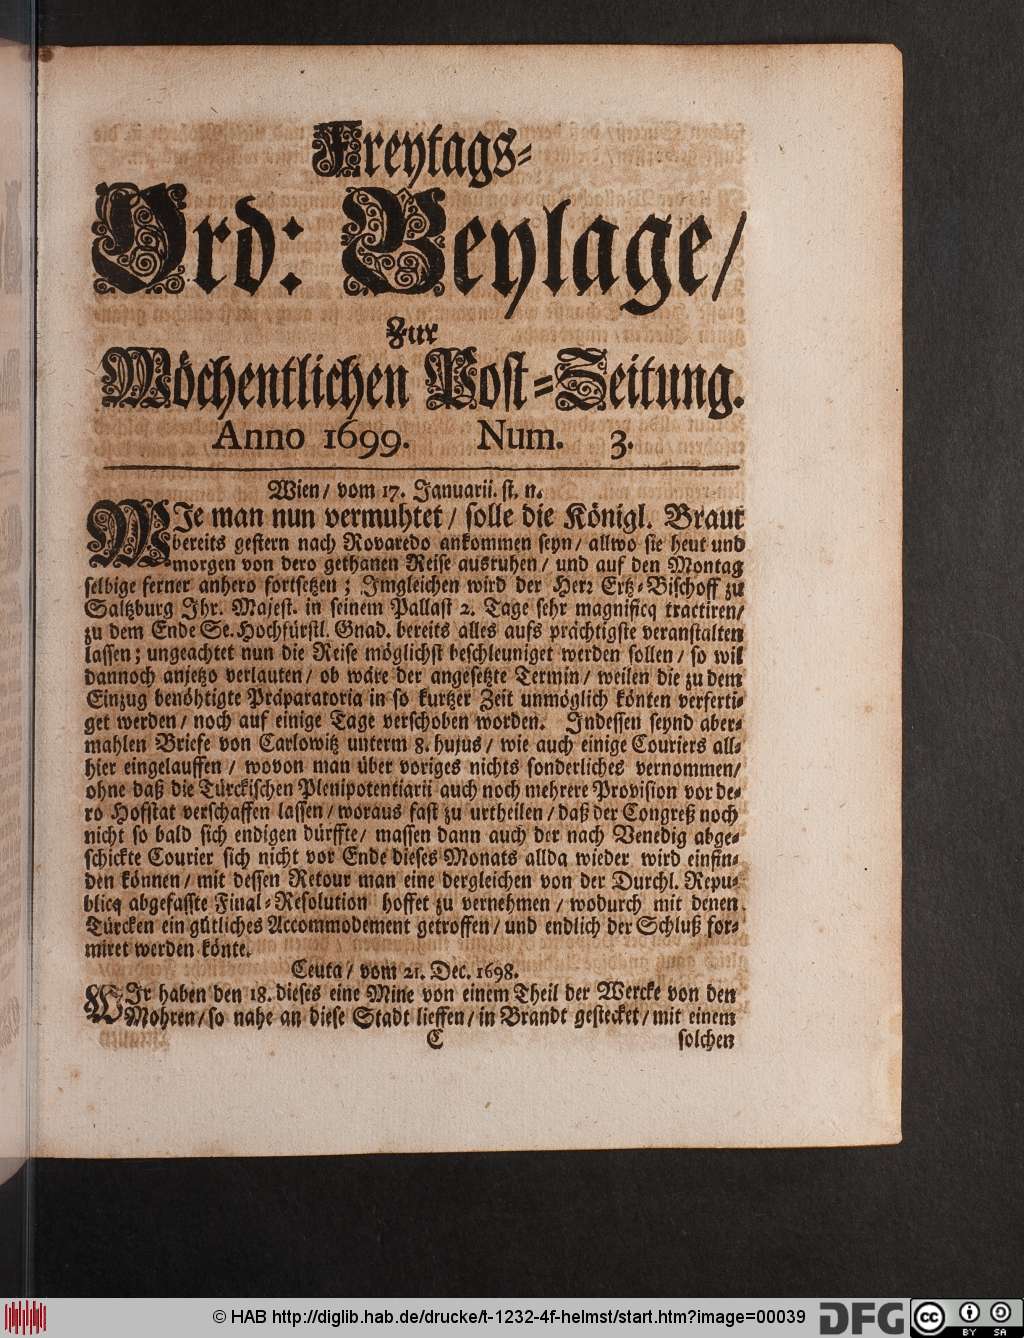 Freytags-
Ord: Beylage/
Zur
Wöchentlichen Post-Zeitung.
Anno 1699. Num. 3.
Wien/ vom 17. Januarii. st. n.
WJe man nun vermuhtet/ solle die Königl. Braut
bereits gestern nach Rovaredo ankommen seyn/ allwo sie heut und
morgen von dero gethanen Reise ausruhen/ und auf den Montag
selbige ferner anhero fortsetzen; Jmgleichen wird der Herr Ertz-Bischoff zu
Saltzburg Jhr. Majest. in seinem Pallast 2. Tage sehr magnificq tractiren/
zu dem Ende Se. Hochfürstl. Gnad. bereits alles aufs prächtigste veranstalten
lassen; ungeachtet nun die Reise möglichst beschleuniget werden sollen/ so wil
dannoch anjetzo verlauten/ ob wäre der angesetzte Termin/ weilen die zu dem
Einzug benöhtigte Präparatoria in so kurtzer Zeit unmöglich könten verferti-
get werden/ noch auf einige Tage verschoben worden. Jndessen seynd aber-
mahlen Briefe von Carlowitz unterm 8. hujus/ wie auch einige Couriers all-
hier eingelauffen/ wovon man über voriges nichts sonderliches vernommen/
ohne daß die Türckischen Plenipotentiarii auch noch mehrere Provision vor de-
ro Hofstat verschaffen lassen/ woraus fast zu urtheilen/ daß der Congreß noch
nicht so bald sich endigen dürffte/ massen dann auch der nach Venedig abge-
schickte Courier sich nicht vor Ende dieses Monats allda wieder wird einfin-
den können/ mit dessen Retour man eine dergleichen von der Durchl. Repu-
blicq abgefasste Final-Resolution hoffet zu vernehmen/ wodurch mit denen
Türcken ein gütliches Accommodement getroffen/ und endlich der Schluß for-
miret werden könte.
Ceuta/ vom 21. Dec. 1698.
WJr haben den 18. dieses eine Mine von einem Theil der Wercke von den
Mohren/ so nahe an diese Stadt lieffen/ in Brandt gestecket/ mit einem
C solchen
© HAB http://diglib.hab.de/drucke/t-1232-4f-helmst/start.htm?image=00039
DFG
cc BY SA